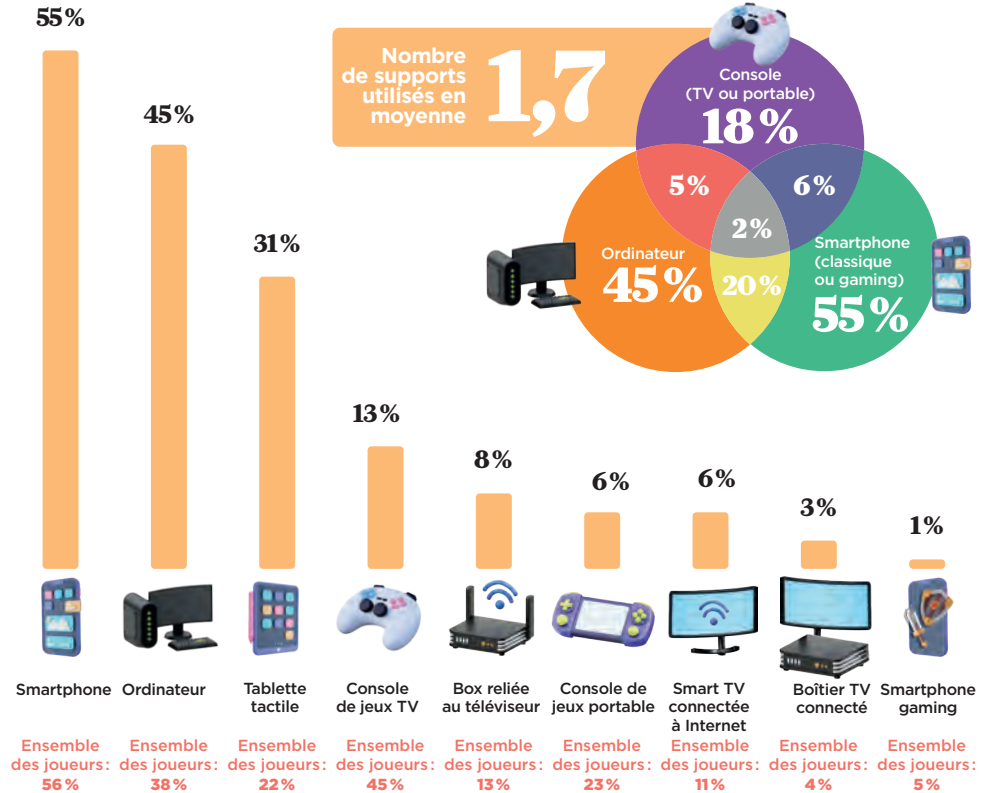 55%
45%
31%
13%
8%
6%
6%
3%
1%
Nombre
de supports
utilisés en
moyenne
1,7
Console
(TV ou portable)
18%
5%
6%
2%
Ordinateur
45%
20%
Smartphone
(classique
ou gaming)
55%
Smartphone
Ordinateur
Tablette
tactile
Console
de jeux TV
Box reliée
au téléviseur
Console de
jeux portable
Smart TV
connectée
à Internet
Boîtier TV
connecté
Smartphone
gaming
Ensemble
des joueurs :
56%
Ensemble
des joueurs :
38%
Ensemble
des joueurs :
22%
Ensemble
des joueurs :
45%
Ensemble
des joueurs :
13%
Ensemble
des joueurs :
23%
Ensemble
des joueurs :
11%
Ensemble
des joueurs :
4%
Ensemble
des joueurs :
5%